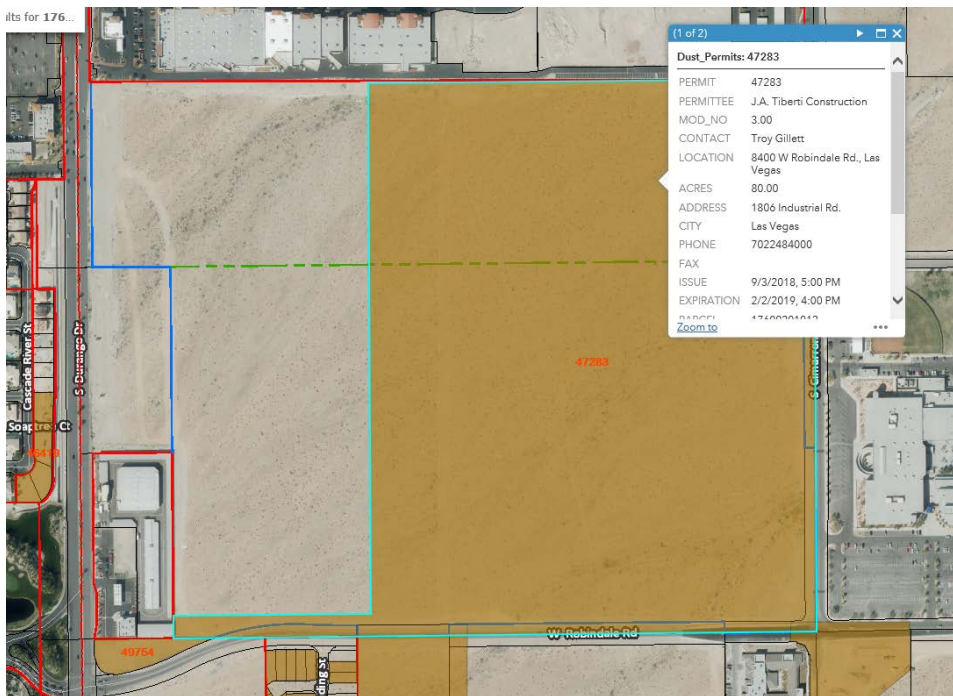 ults for 176...
(1 of 2)
Dust_Permits: 47283
PERMIT 47283
PERMITTEE J.A. Tiberti Construction
MOD_NO 3.00
CONTACT Troy Gillett
LOCATION 8400 W Robindale Rd., Las
Vegas
ACRES 80.00
ADDRESS 1806 Industrial Rd.
CITY Las Vegas
PHONE 7022484000
FAX
ISSUE 9/3/2018, 5:00 PM
EXPIRATION 2/2/2019, 4:00 PM
Zoom to
Cascade River St
S Durango Dr
47283
S Cimarron
Soaptree Ct
W Robindale Rd
49754
ding St